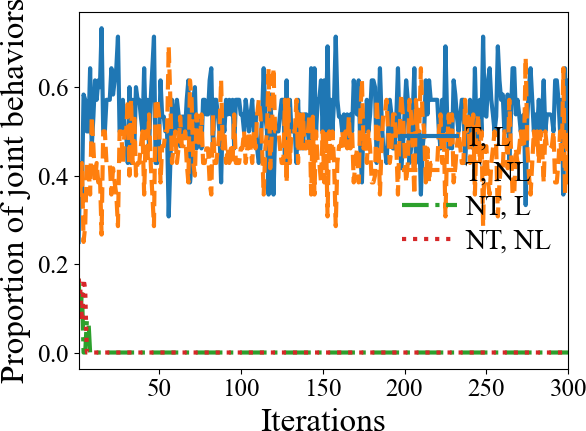 Proportion of joint behaviors
0.6
0.4
0.2
0.0
T, L
T, NL
NT, L
NT, NL
50
100
150
200
250
300
Iterations